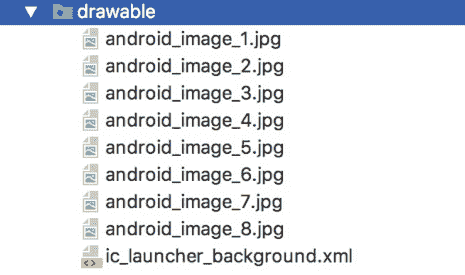 drawable
android_image_1.jpg
android_image_2.jpg
android_image_3.jpg
android_image_4.jpg
android_image_5.jpg
android_image_6.jpg
android_image_7.jpg
android_image_8.jpg
ic_launcher_background.xml